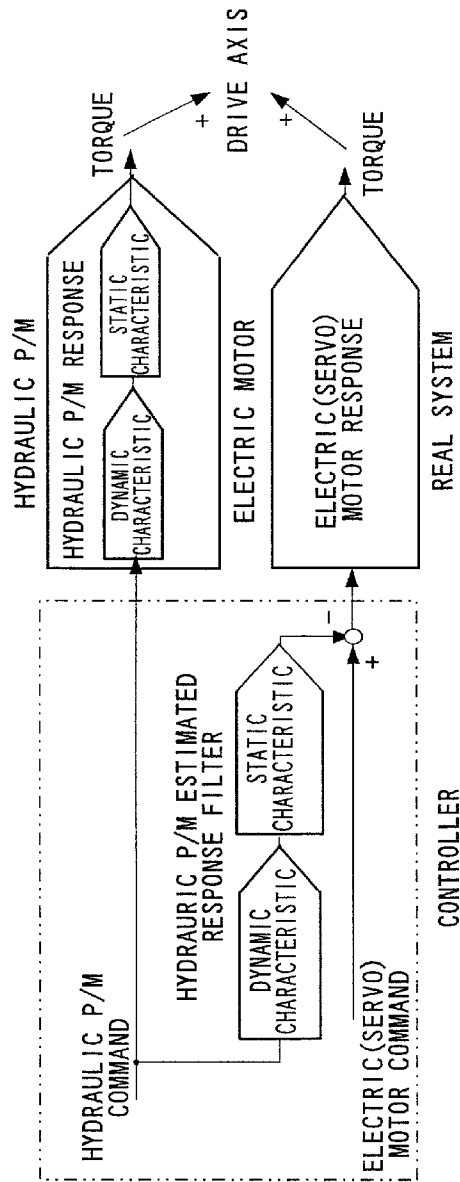 HYDRAULIC P/M
COMMAND
HYDRAURIC P/M ESTIMATED
RESPONSE FILTER
DYNAMIC
CHARACTERISTIC
STATIC
CHARACTERISTIC
ELECTRIC(SERVO)
MOTOR COMMAND
+
-
CONTROLLER
HYDRAULIC P/M
HYDRAULIC P/M RESPONSE
DYNAMIC
CHARACTERISTIC
STATIC
CHARACTERISTIC
TORQUE
ELECTRIC MOTOR
ELECTRIC(SERVO)
MOTOR RESPONSE
TORQUE
+
DRIVE AXIS
+
REAL SYSTEM